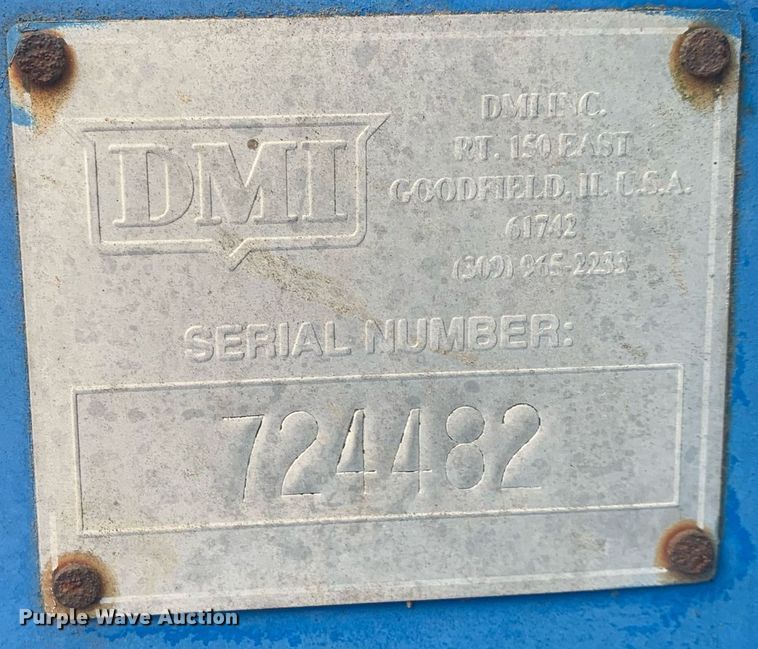 DMI
DMI INC.
RT. 150 EAST
GOODFIELD, IL U.S.A.
61742
(309) 965-2233
SERIAL NUMBER:
724482
Purple Wave Auction